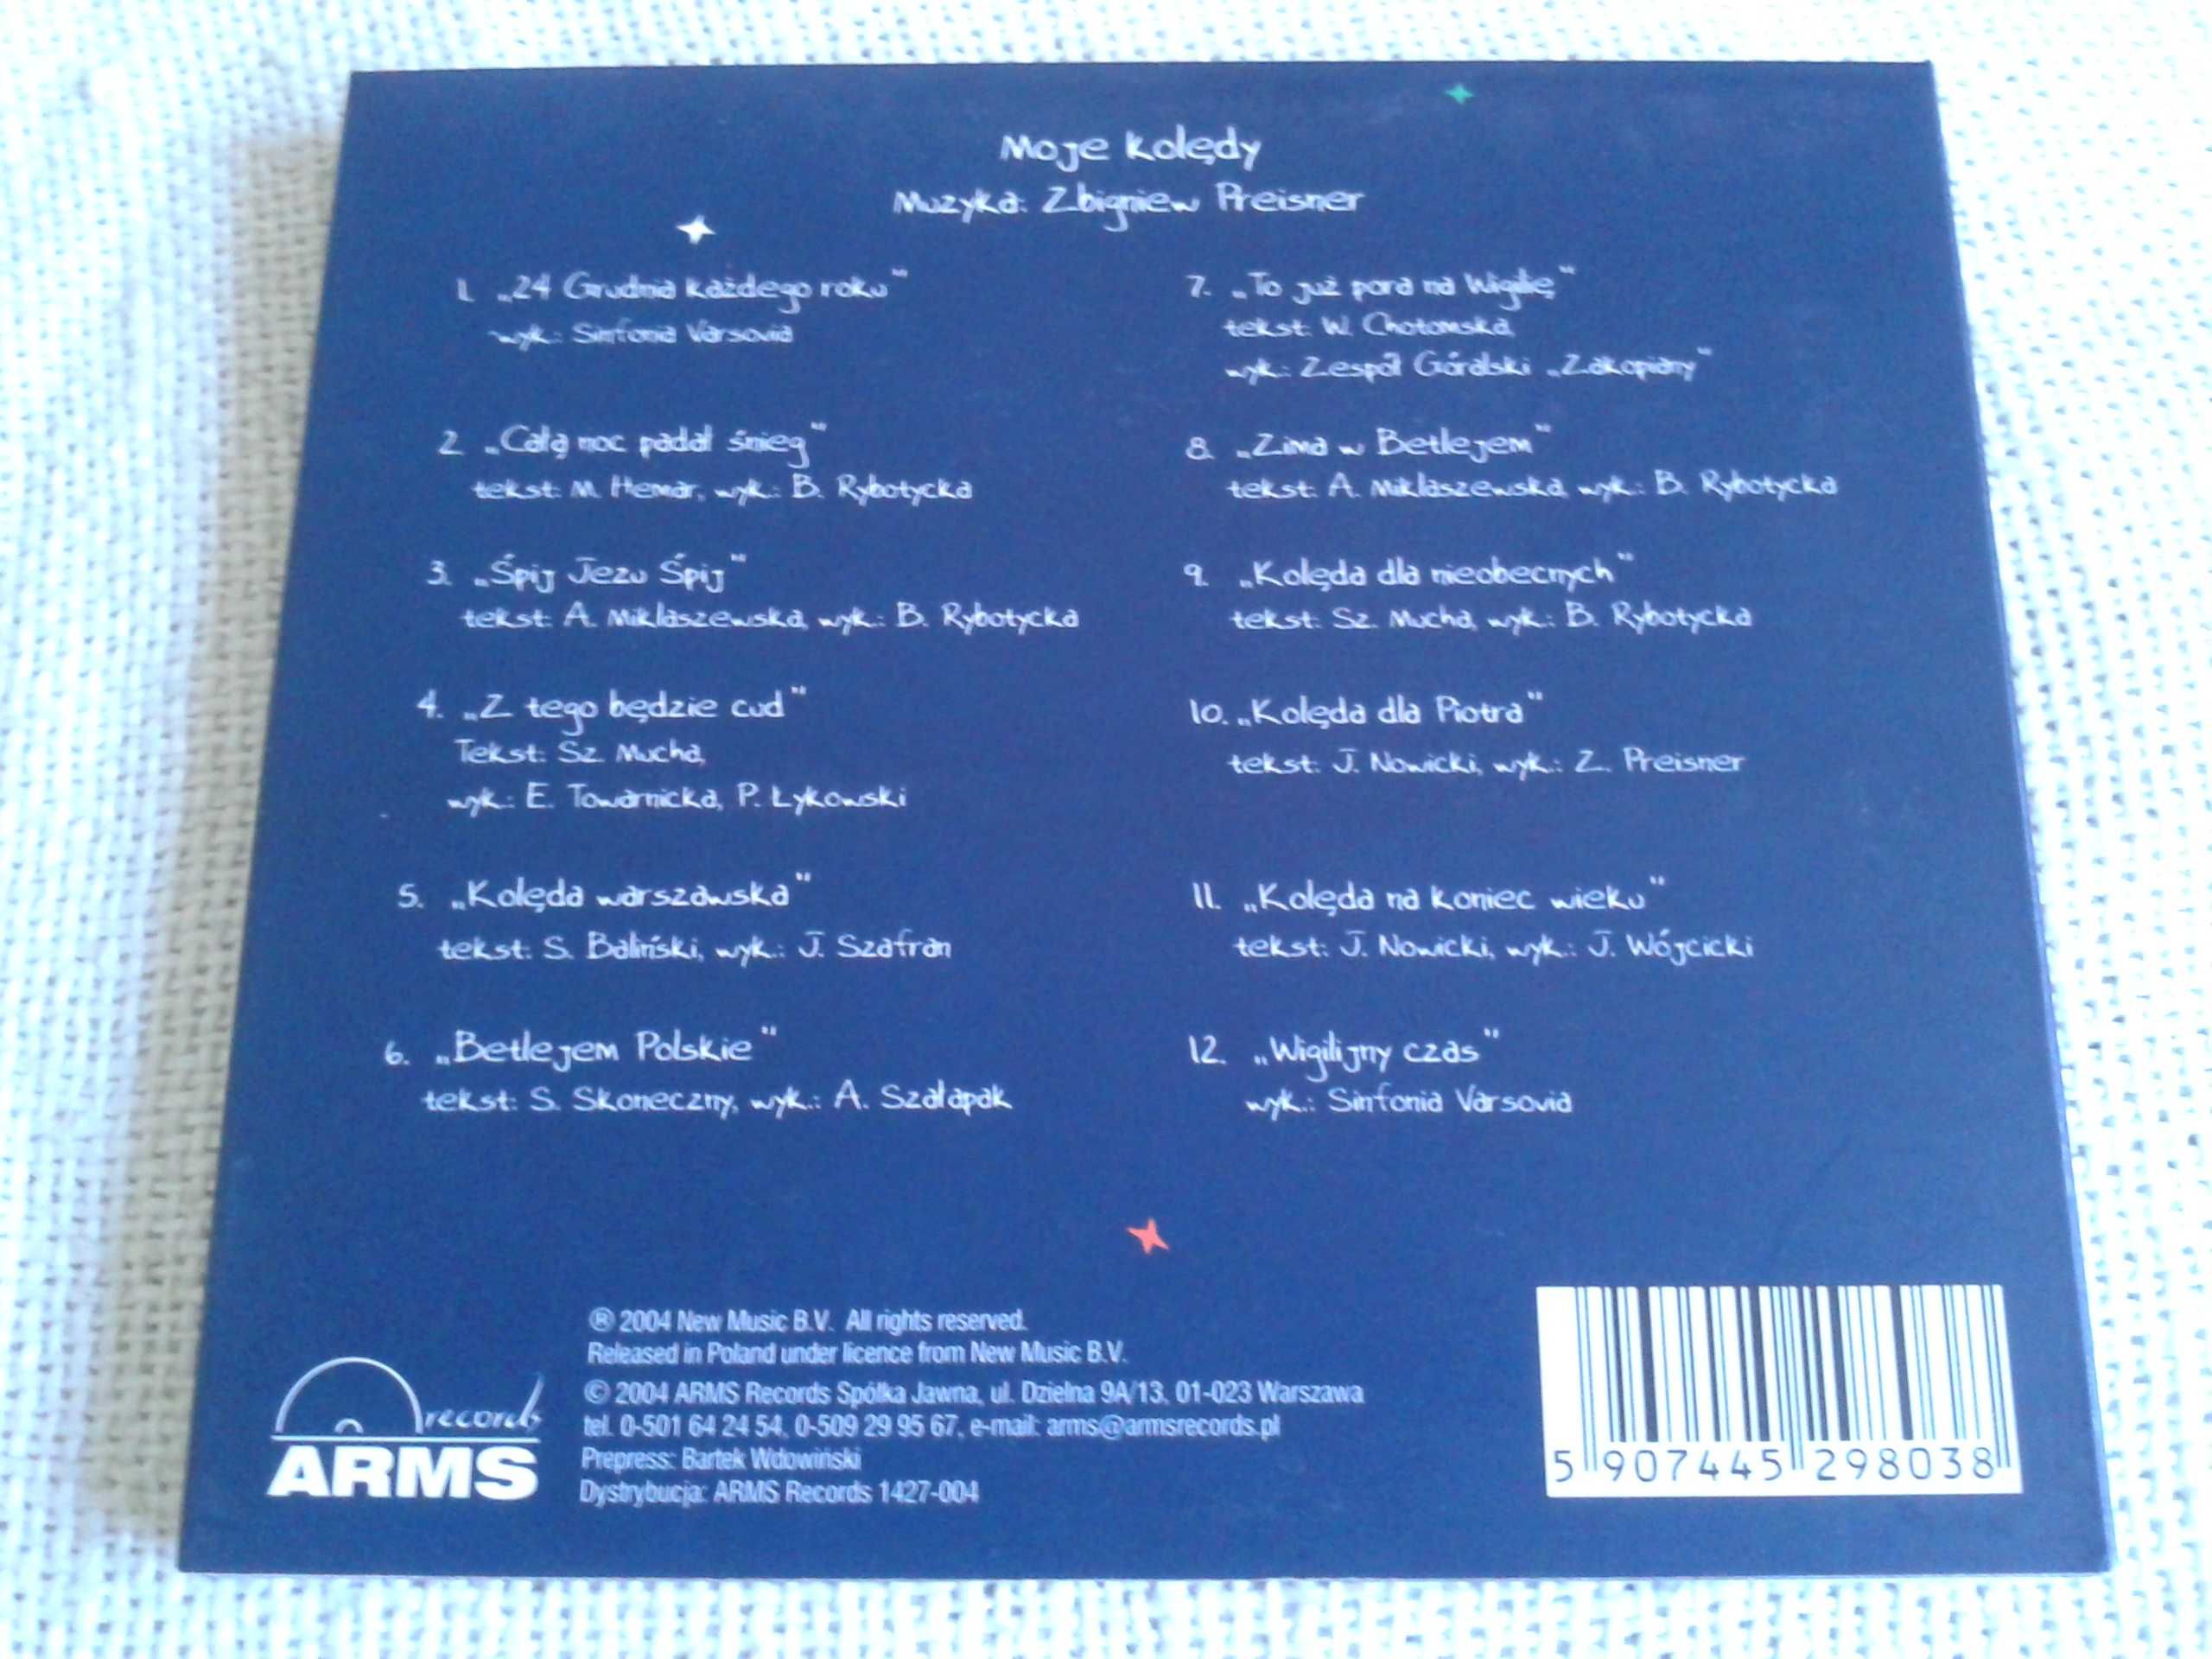 Moje kolędy
Muzyka: Zbigniew Preisner
1. „24 Grudnia każdego roku”
wyk.: Sinfonia Varsovia
2. „Całą noc padał śnieg”
tekst: M. Hemar, wyk.: B. Rybotycka
3. „Śpij Jezu Śpij”
tekst: A. Miklaszewska, wyk.: B. Rybotycka
4. „Z tego będzie cud”
Tekst: Sz. Mucha,
wyk.: E. Towarnicka, P. Łykowski
5. „Kolęda warszawska”
tekst: S. Baliński, wyk.: J. Szafran
6. „Betlejem Polskie”
tekst: S. Skoneczny, wyk.: A. Szałapak
7. „To już pora na Wigilię”
tekst: W. Chotomska,
wyk.: Zespół Góralski „Zakopiany”
8. „Zima w Betlejem”
tekst: A. Miklaszewska, wyk.: B. Rybotycka
9. „Kolęda dla nieobecnych”
tekst: Sz. Mucha, wyk.: B. Rybotycka
10. „Kolęda dla Piotra”
tekst: J. Nowicki, wyk.: Z. Preisner
11. „Kolęda na koniec wieku”
tekst: J. Nowicki, wyk.: J. Wójcicki
12. „Wigilijny czas”
wyk.: Sinfonia Varsovia
records
ARMS
® 2004 New Music B.V. All rights reserved.
Released in Poland under licence from New Music B.V.
© 2004 ARMS Records Spółka Jawna, ul. Dzielna 9A/13, 01-023 Warszawa
tel. 0-501 64 24 54, 0-509 29 95 67, e-mail: arms@armsrecords.pl
Prepress: Bartek Wdowiński
Dystrybucja: ARMS Records 1427-004
5 907445 298038